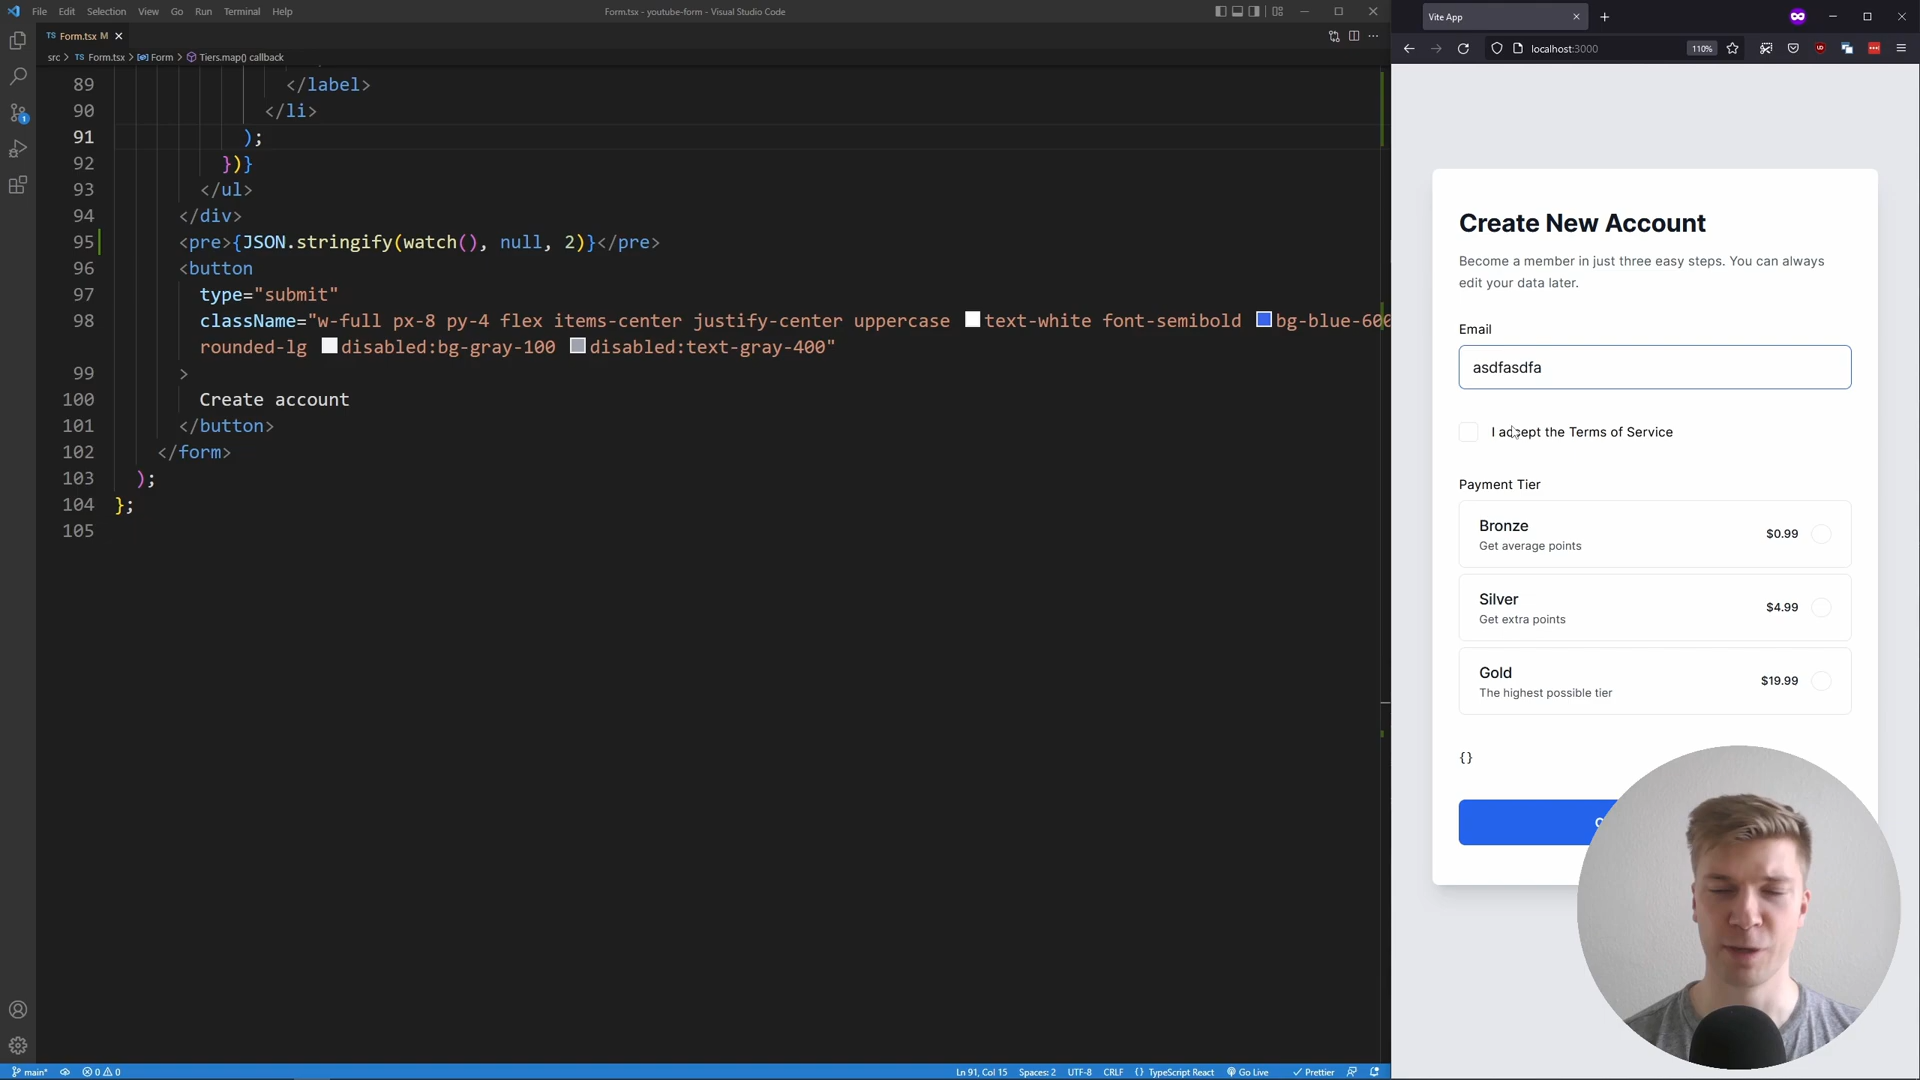 File Edit Selection View Go Run Terminal Help
Form.tsx - youtube-form - Visual Studio Code
TS Form.tsx M
src > TS Form.tsx > Form > Tiers.map() callback
89 </label>
90 </li>
91 );
92 })}
93 </ul>
94 </div>
95 <pre>{JSON.stringify(watch(), null, 2)}</pre>
96 <button
97 type="submit"
98 className="w-full px-8 py-4 flex items-center justify-center uppercase text-white font-semibold bg-blue-600
rounded-lg disabled:bg-gray-100 disabled:text-gray-400"
99 >
100 Create account
101 </button>
102 </form>
103 );
104 };
105
1
main* 0 0
Ln 91, Col 15 Spaces: 2 UTF-8 CRLF {} TypeScript React Go Live Prettier
Vite App
localhost:3000 110%
Create New Account
Become a member in just three easy steps. You can always
edit your data later.
Email
asdfasdfa
I accept the Terms of Service
Payment Tier
Bronze
Get average points
$0.99
Silver
Get extra points
$4.99
Gold
The highest possible tier
$19.99
{}